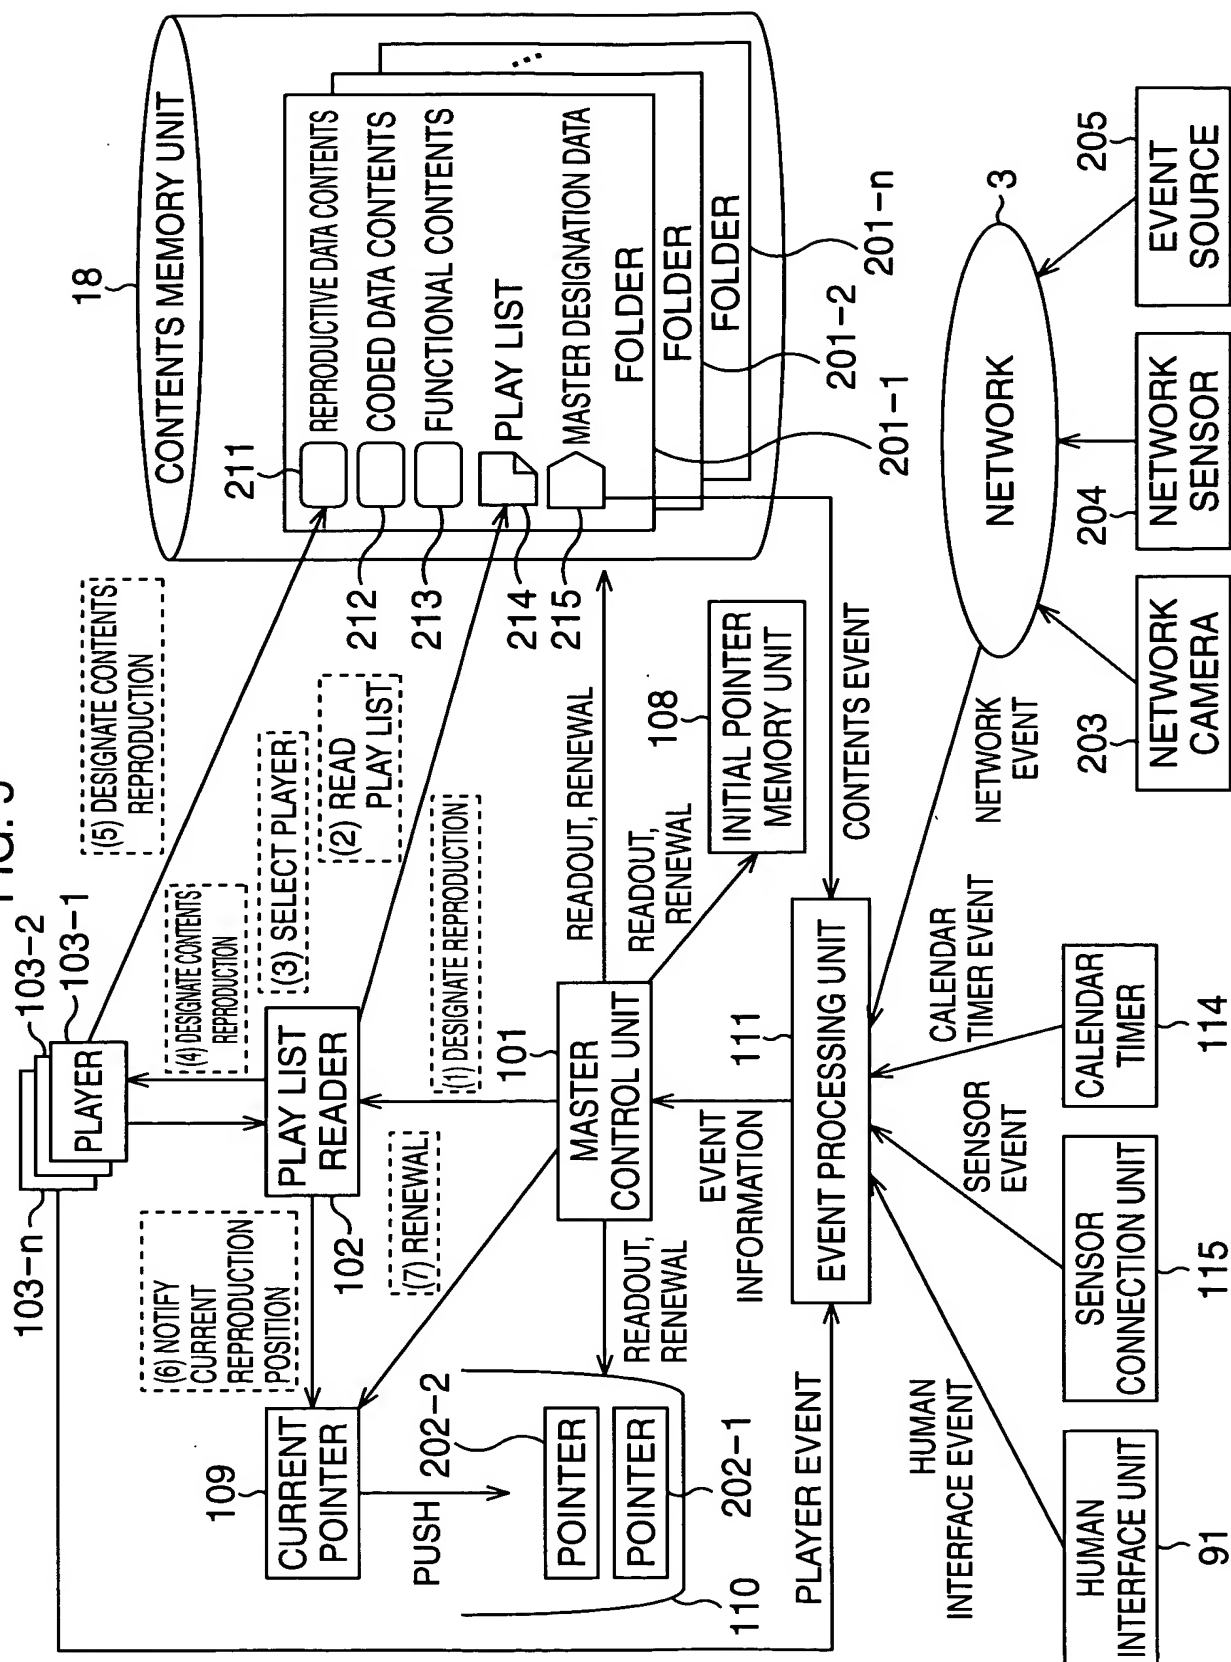 FIG.
18
CONTENTS MEMORY UNIT
211
REPRODUCTIVE DATA CONTENTS
212
CODED DATA CONTENTS
213
FUNCTIONAL CONTENTS
214
PLAY LIST
215
MASTER DESIGNATION DATA
FOLDER
FOLDER
FOLDER
201-1
201-2
201-n
103-n
103-2
103-1
PLAYER
(5) DESIGNATE CONTENTS
REPRODUCTION
(4) DESIGNATE CONTENTS
REPRODUCTION
(3) SELECT PLAYER
(2) READ
PLAY LIST
(6) NOTIFY
CURRENT
REPRODUCTION
POSITION
PLAY LIST
READER
102
(7) RENEWAL
(1) DESIGNATE REPRODUCTION
109
CURRENT
POINTER
PUSH
202-2
POINTER
POINTER
202-1
110
READOUT,
RENEWAL
101
MASTER
CONTROL UNIT
READOUT, RENEWAL
READOUT,
RENEWAL
108
INITIAL POINTER
MEMORY UNIT
EVENT
INFORMATION
PLAYER EVENT
111
EVENT PROCESSING UNIT
CONTENTS EVENT
HUMAN
INTERFACE EVENT
SENSOR
EVENT
CALENDAR
TIMER EVENT
NETWORK
EVENT
NETWORK
3
HUMAN
INTERFACE UNIT
91
SENSOR
CONNECTION UNIT
115
CALENDAR
TIMER
114
203
NETWORK
CAMERA
204
NETWORK
SENSOR
205
EVENT
SOURCE